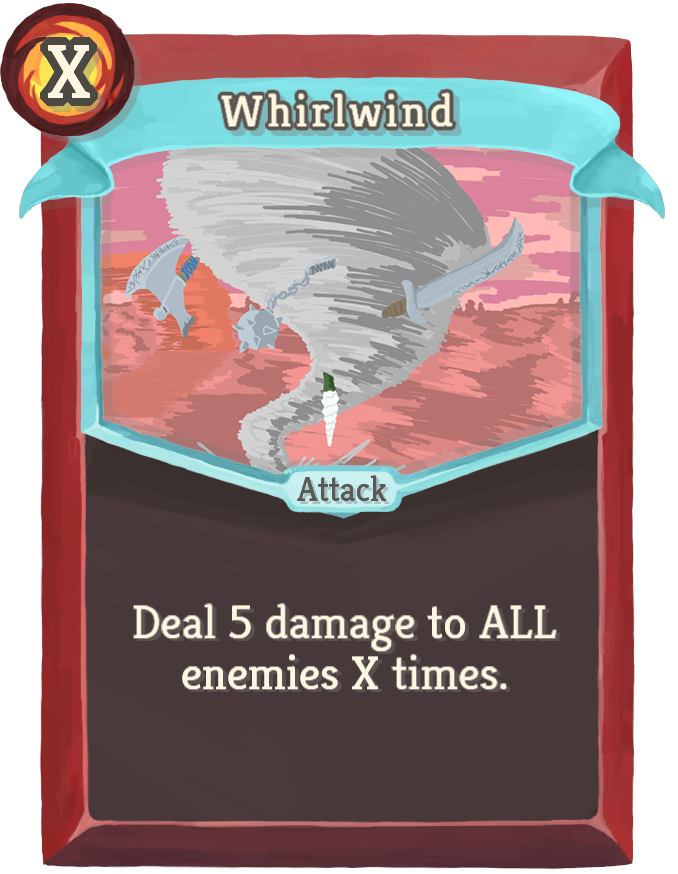 X
Whirlwind
Attack
Deal 5 damage to ALL
enemies X times.